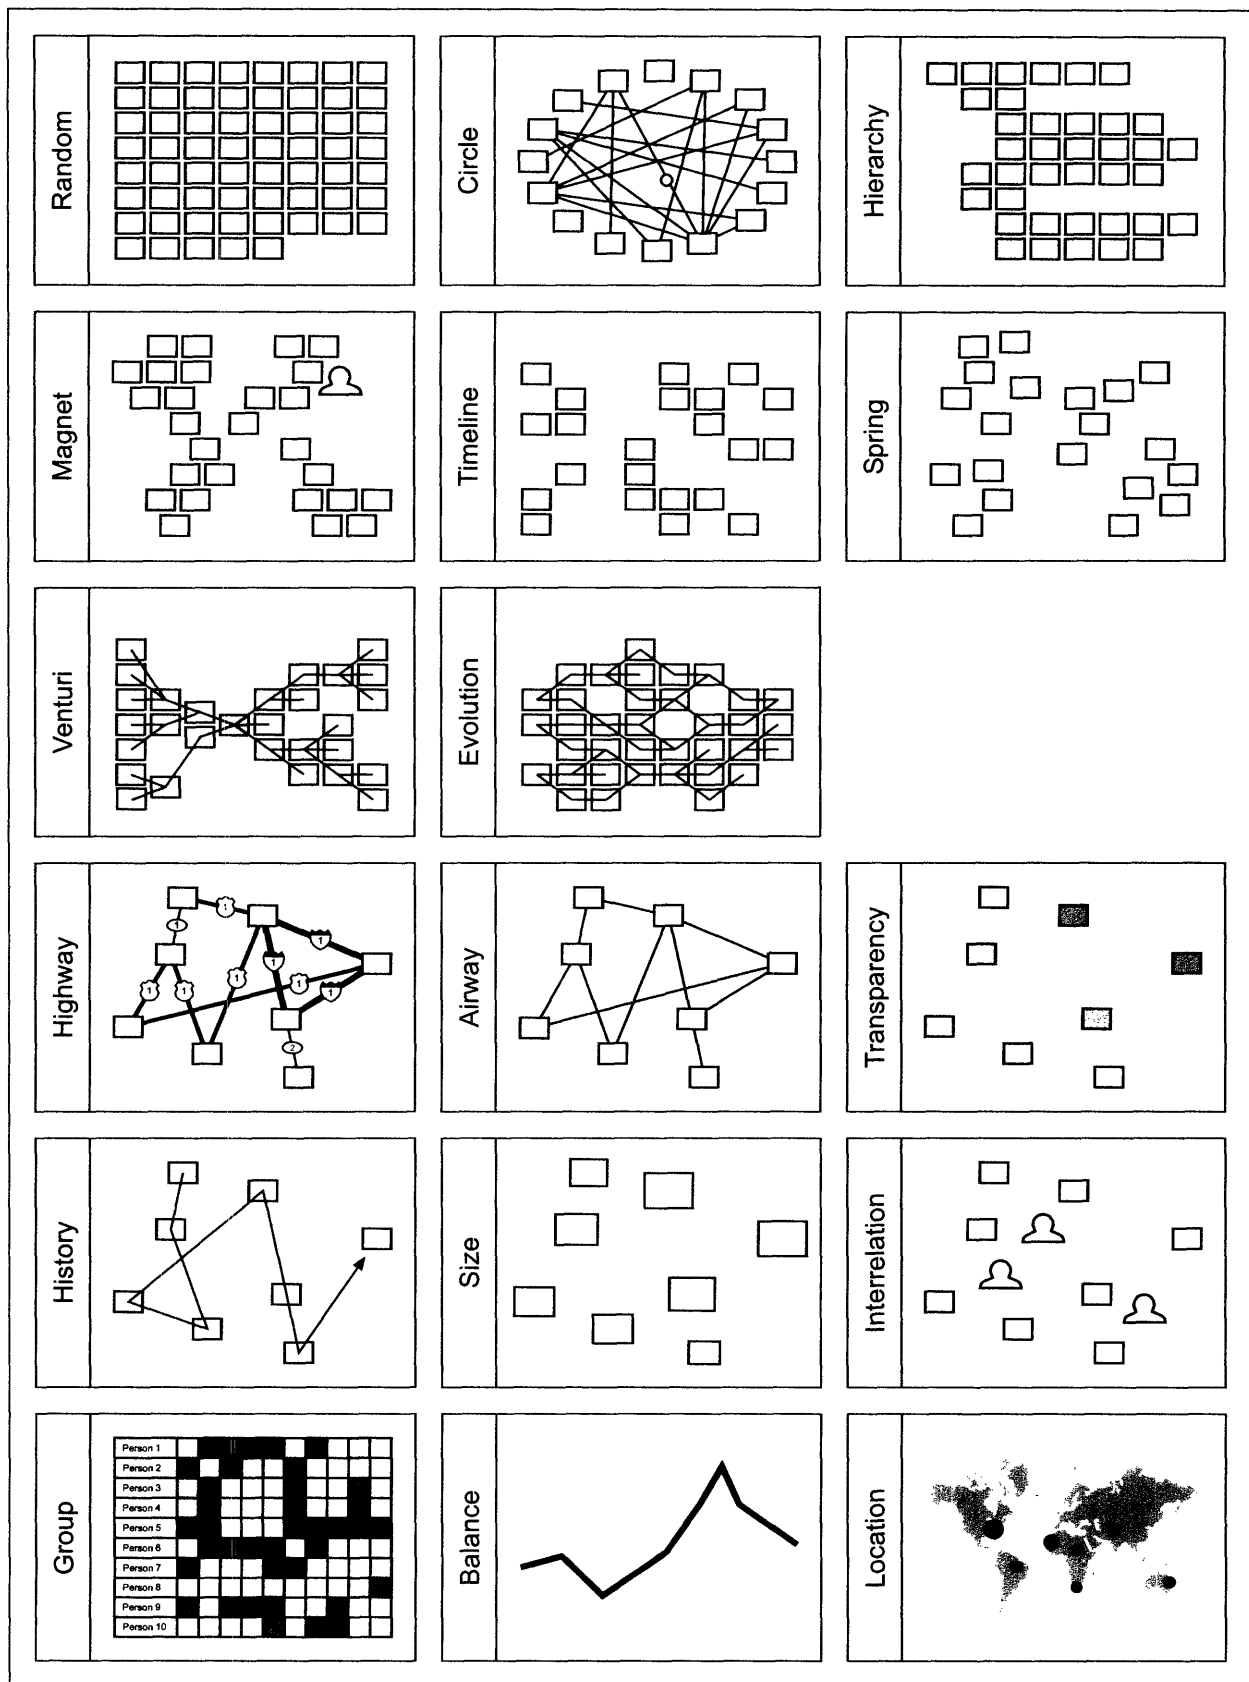 Random
Circle
Hierarchy
Magnet
Timeline
Spring
Venturi
Evolution
Highway
1
1
1
1
1
1
1
1
1
2
Airway
Transparency
History
Size
Interrelation
Group
Person 1
Person 2
Person 3
Person 4
Person 5
Person 6
Person 7
Person 8
Person 9
Person 10
Balance
Location